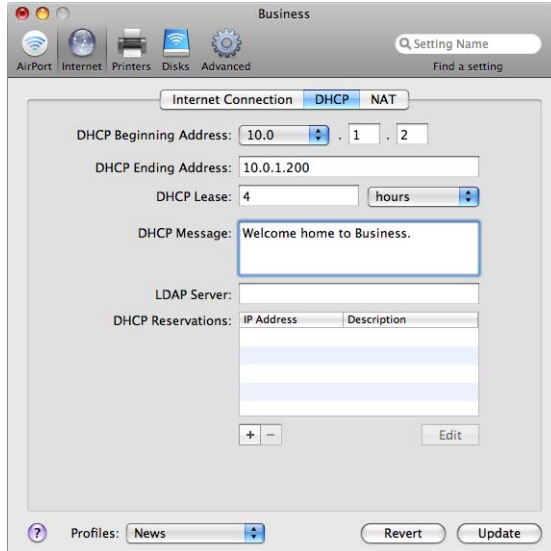 Business
AirPort Internet Printers Disks Advanced
Setting Name
Find a setting
Internet Connection DHCP NAT
DHCP Beginning Address: 10.0 . 1 . 2
DHCP Ending Address: 10.0.1.200
DHCP Lease: 4 hours
DHCP Message: Welcome home to Business.
LDAP Server:
DHCP Reservations: IP Address Description
+ − Edit
? Profiles: News Revert Update